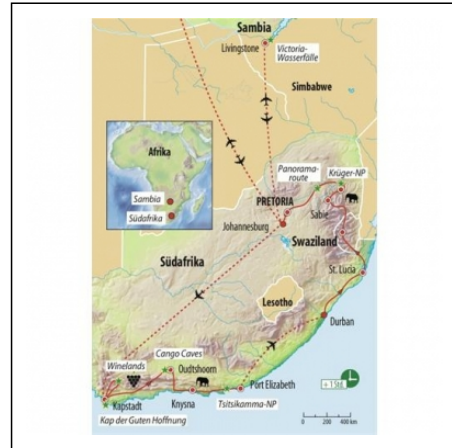 Sambia
Livingstone
Victoria-
Wasserfälle
Simbabwe
Afrika
Sambia
Südafrika
Panorama-
route
Krüger-NP
PRETORIA
Sabie
Johannesburg
Swaziland
Südafrika
St. Lucia
Lesotho
Durban
Winelands
Cango Caves
Oudtshoorn
+ 1 Std.
Port Elizabeth
Kapstadt
Knysna
Tsitsikamma-NP
Kap der Guten Hoffnung
0
200
400 km